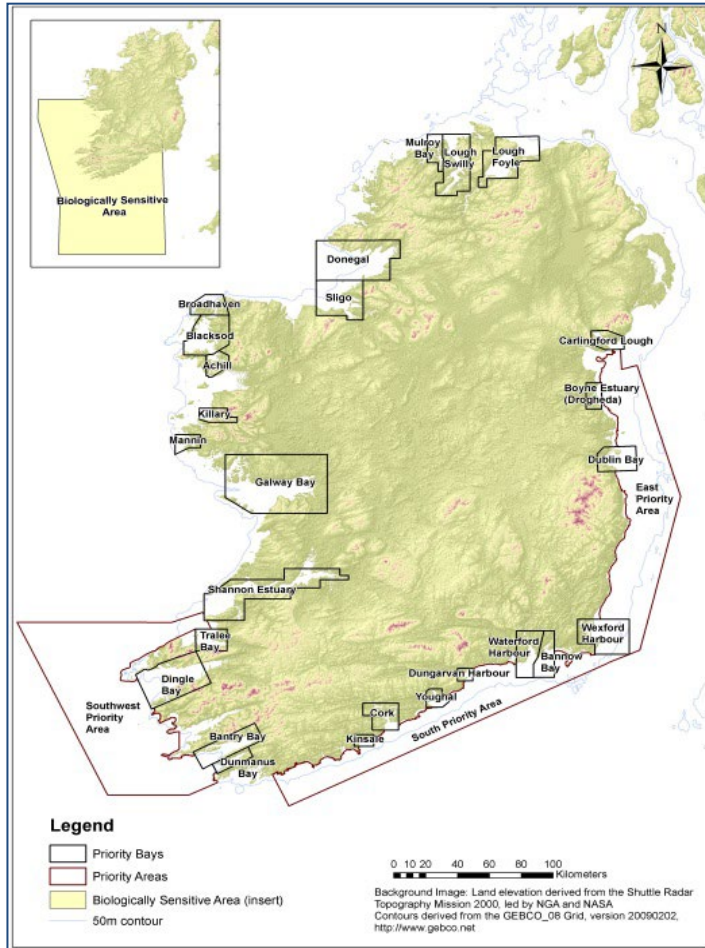 N
Biologically Sensitive
Area
Mulroy
Bay
Lough
Swilly
Lough
Foyle
Donegal
Sligo
Broadhaven
Blacksod
Achill
Killary
Mannin
Galway Bay
Carlingford Lough
Boyne Estuary
(Drogheda)
Dublin Bay
East Priority
Area
Shannon Estuary
Tralee
Bay
Dingle
Bay
Southwest
Priority
Area
Bantry Bay
Dunmanus
Bay
Kinsale
Cork
Youghal
Dungarvan Harbour
Waterford
Harbour
Bannow
Bay
Wexford
Harbour
South Priority Area
Legend
Priority Bays
Priority Areas
Biologically Sensitive Area (insert)
50m contour
0 10 20 40 60 80 100
Kilometers
Background Image: Land elevation derived from the Shuttle Radar
Topography Mission 2000, led by NGA and NASA
Contours derived from the GEBCO_08 Grid, version 20090202,
http://www.gebco.net